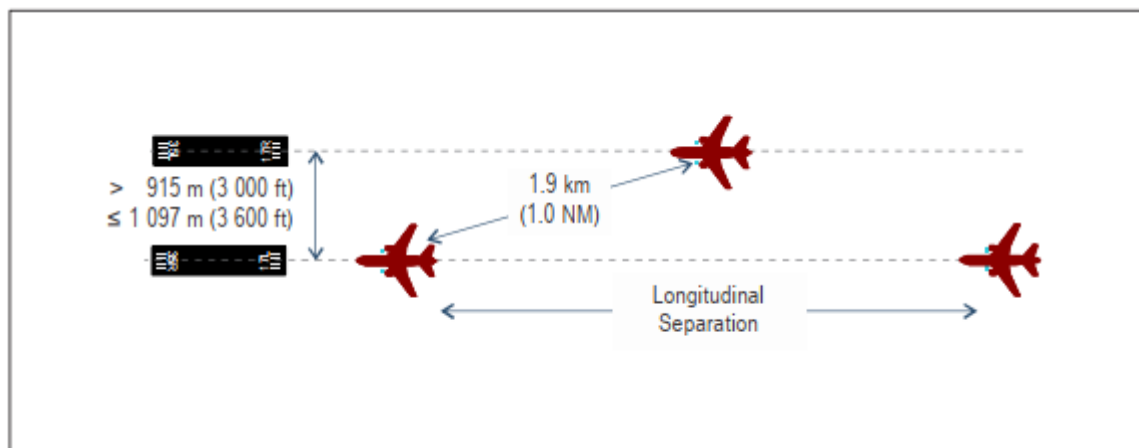 > 915 m (3 000 ft)
≤ 1 097 m (3 600 ft)
1.9 km
(1.0 NM)
Longitudinal
Separation